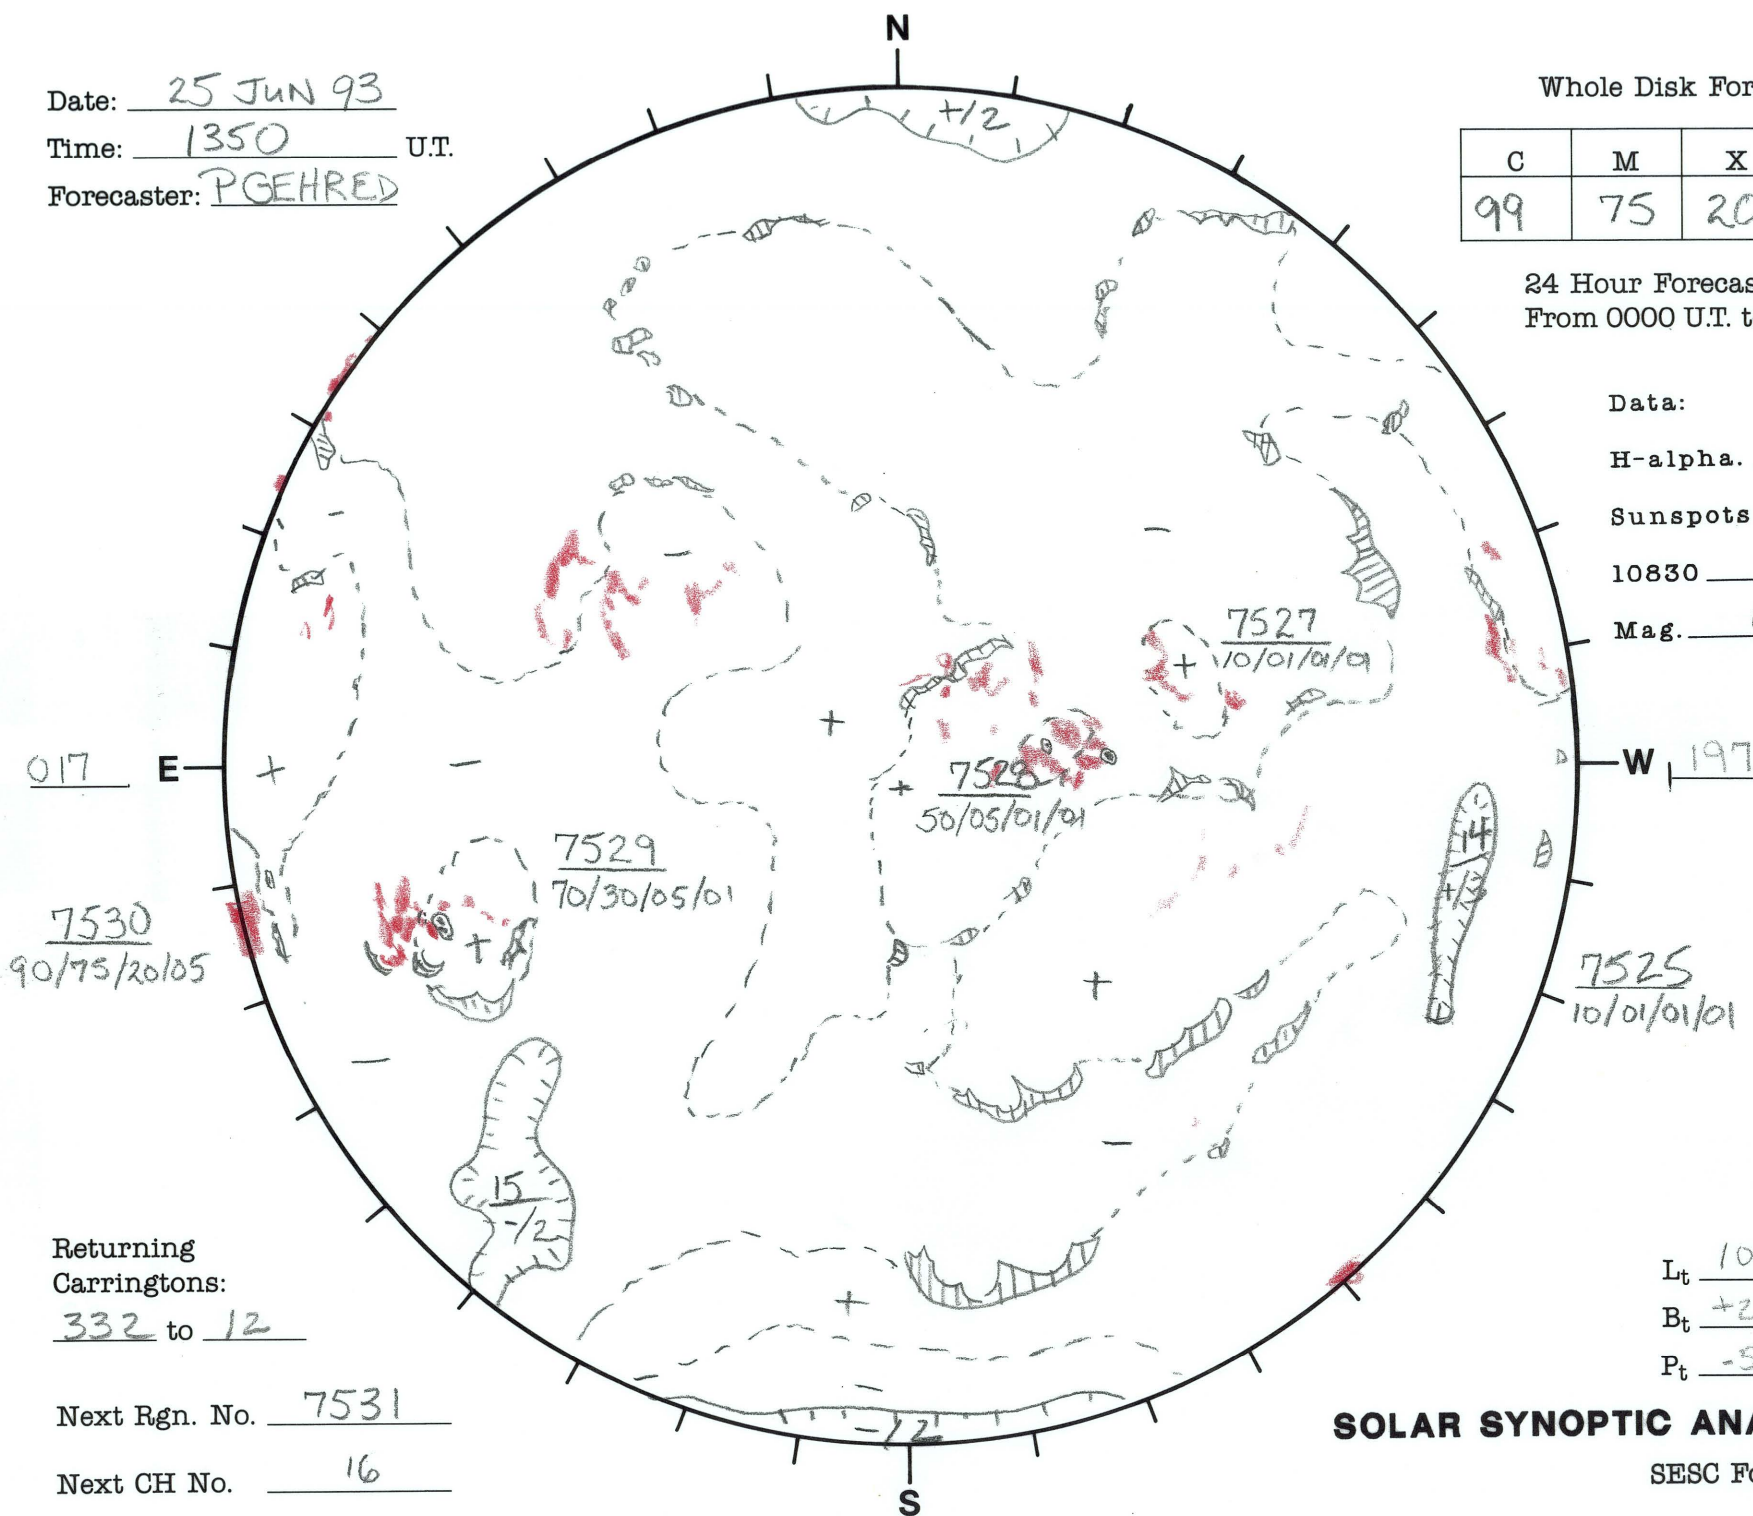 N
Date: 25 JUN 93
Time: 1350 U.T.
Forecaster: PGEHRED
Whole Disk For
C M X
99 75 20
24 Hour Forecas
From 0000 U.T. t
Data:
H-alpha.
Sunspots
10830
Mag.
+/2
-
-
-
7527
10/01/01/01
+
+
017 E + - W 197
+ 7528
50/05/01/01
14
+/3
7529
70/30/05/01
7530
90/75/20/05
+
+
7525
10/01/01/01
-
-
15
-/2
Returning
Carringtons:
332 to 12
+
Next Rgn. No. 7531
Next CH No. 16
-
-/2
S
Lt 10
Bt +2
Pt -5
SOLAR SYNOPTIC ANA
SESC Fo